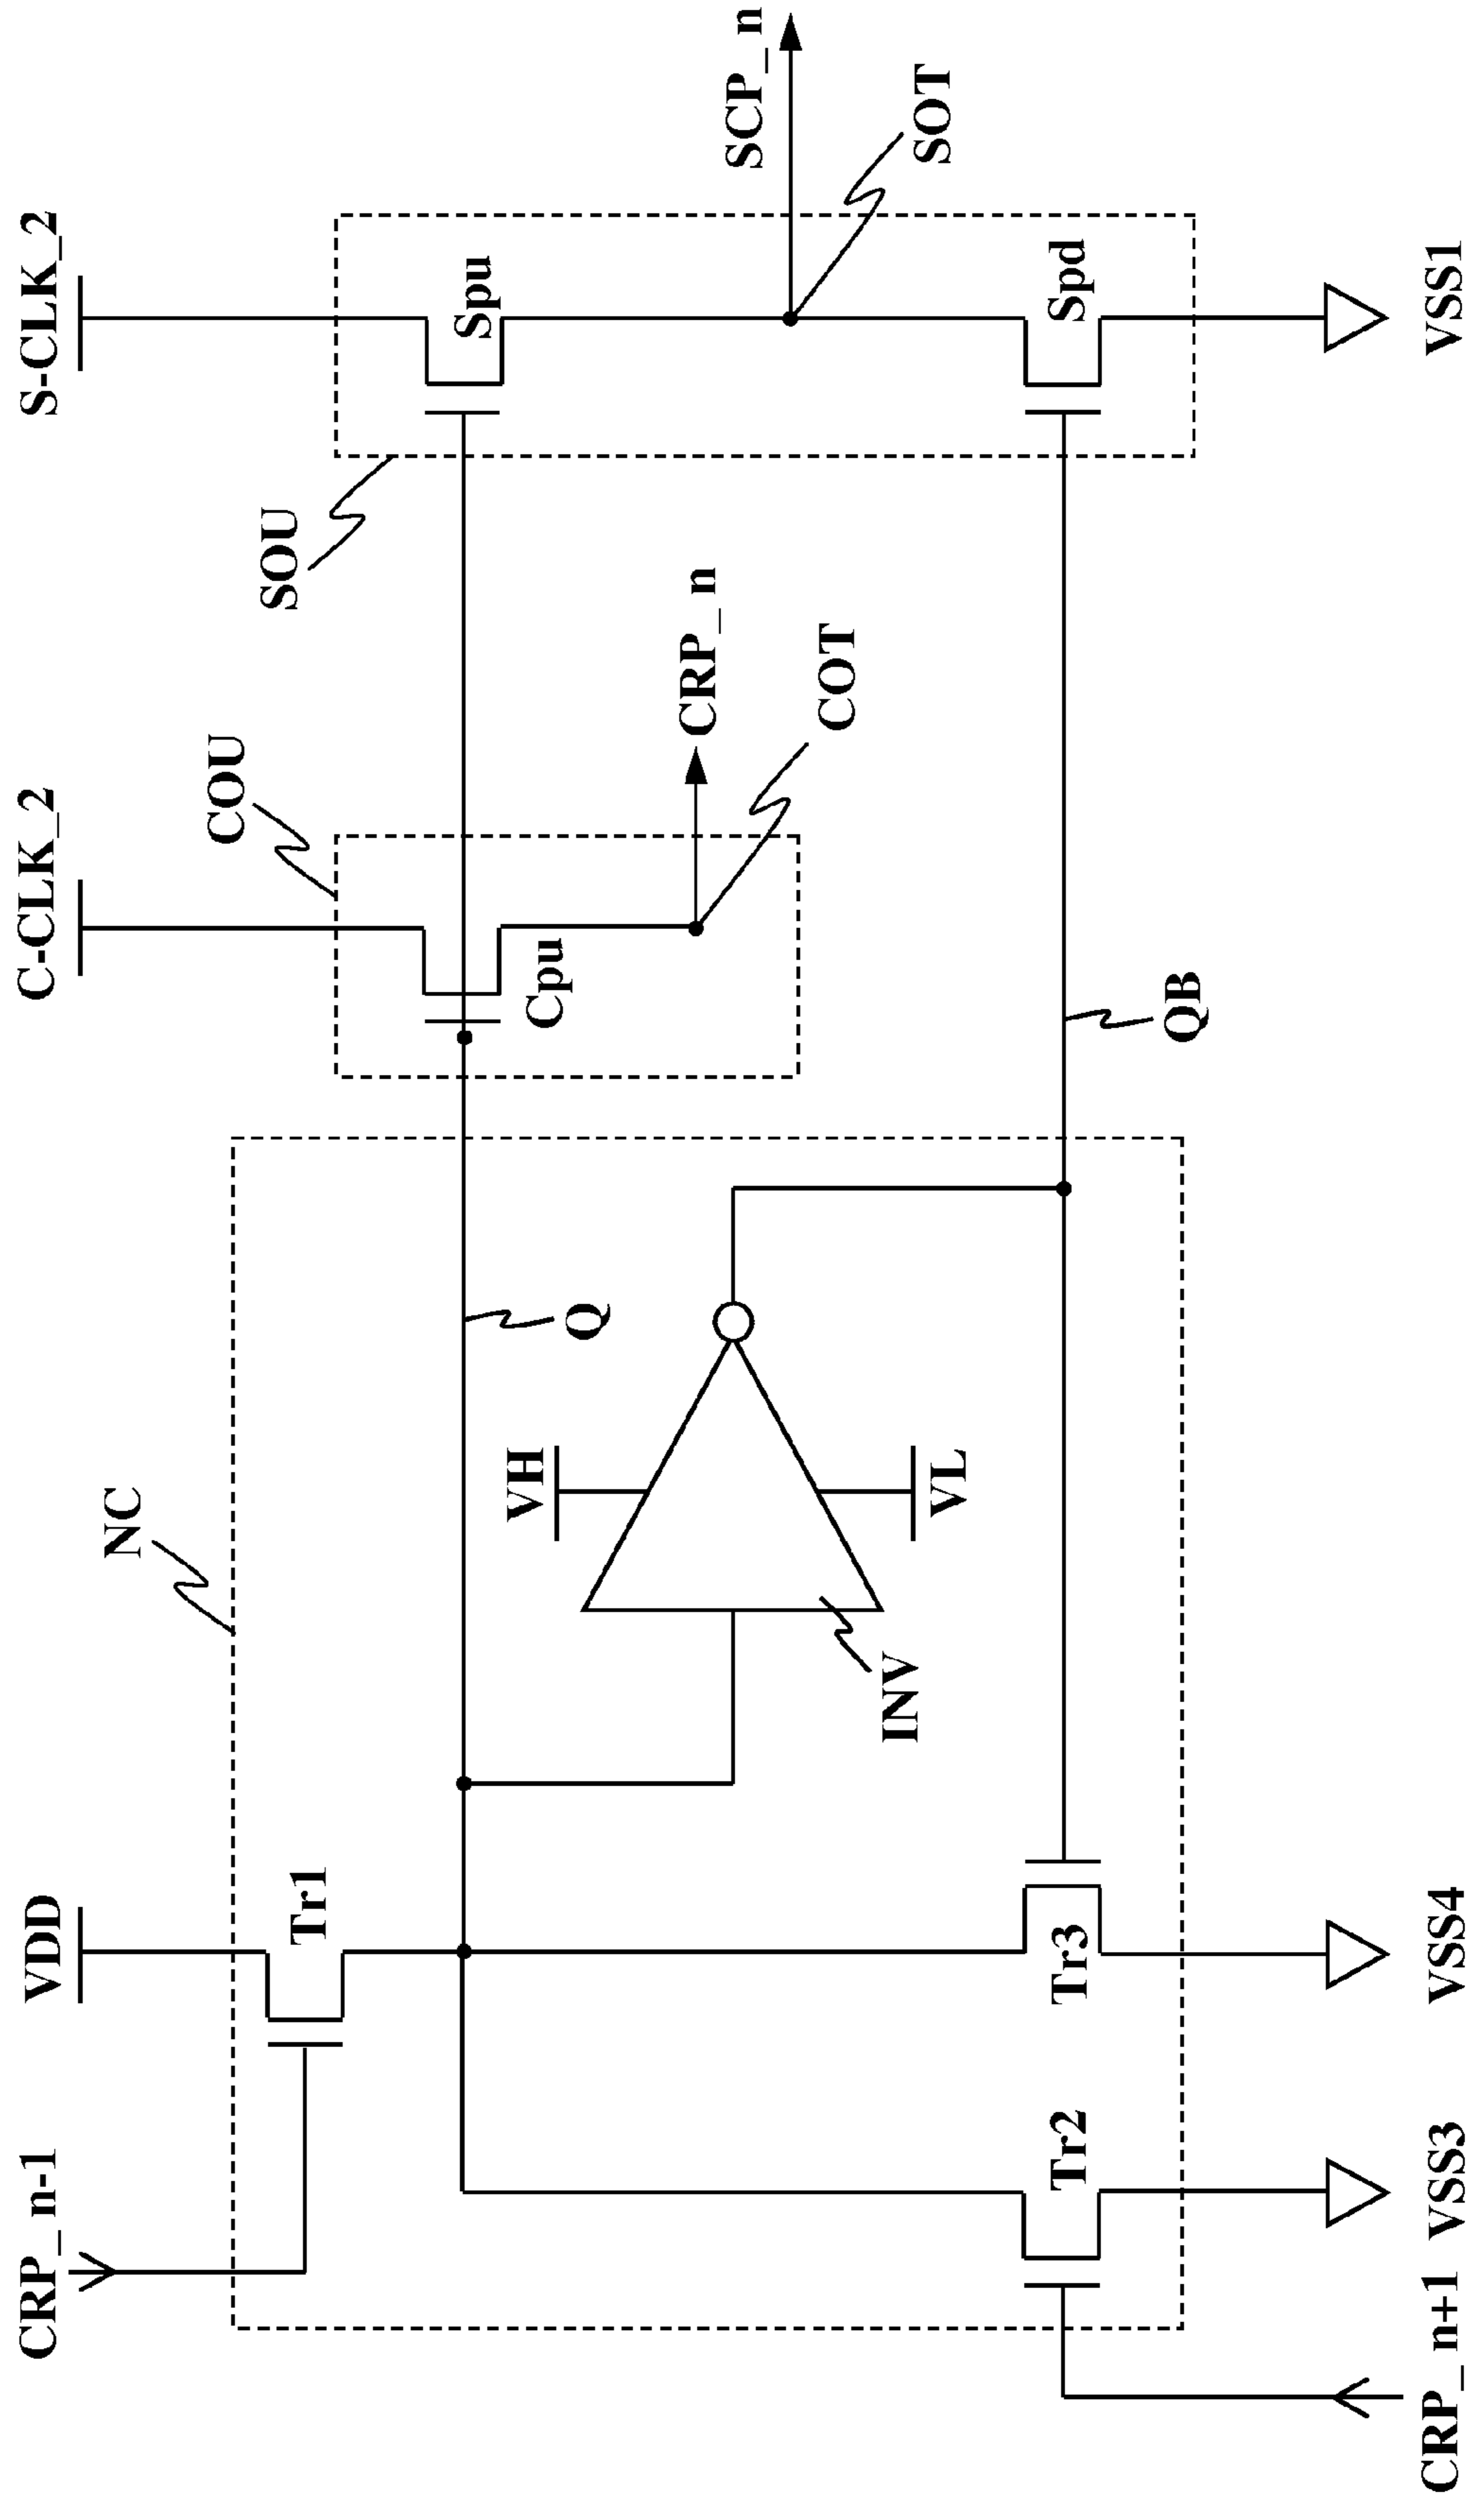 CRP_n-1
VDD
C-CLK_2
S-CLK_2
NC
COU
SOU
Tr1
Spu
Cpu
VH
Q
CRP_n
SCP_n
COT
SOT
INV
VL
Tr2
Tr3
Spd
QB
CRP_n+1
VSS3
VSS4
VSS1